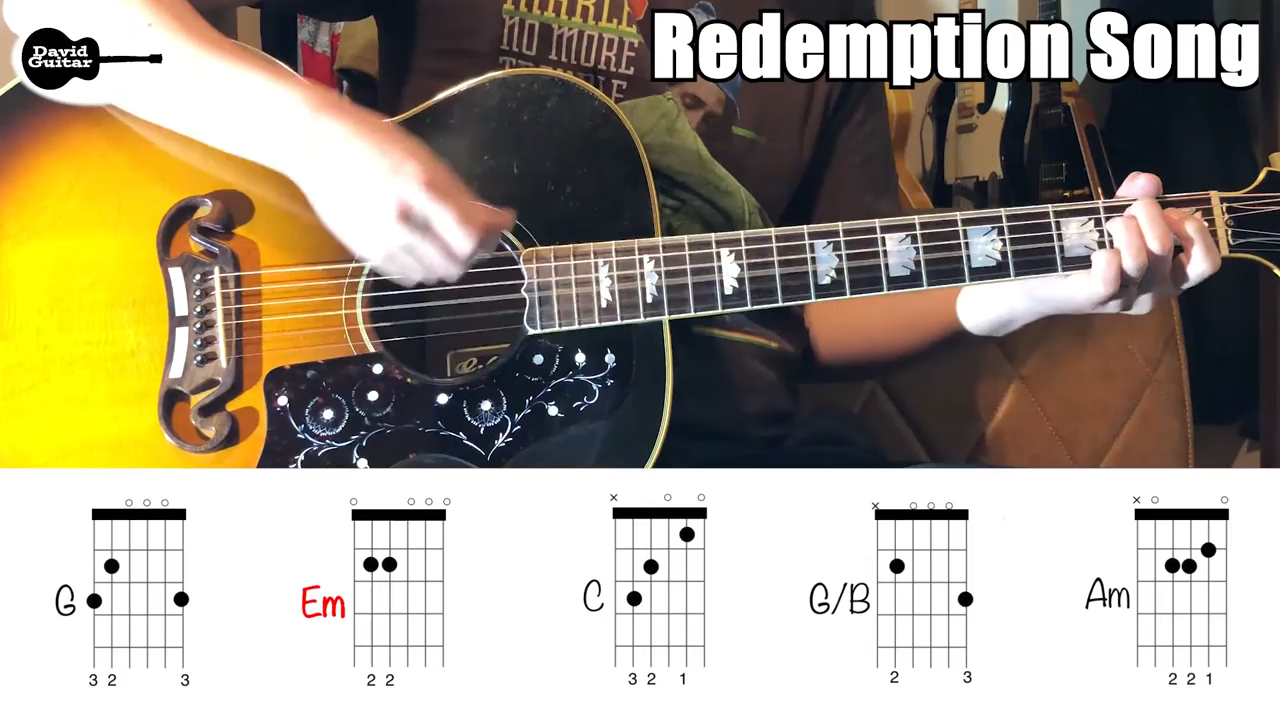 David
Guitar
Redemption Song
NO MORE
G
Em
C
G/B
Am
× × ×
3 2 3
2 2
3 2 1
2 3
2 2 1